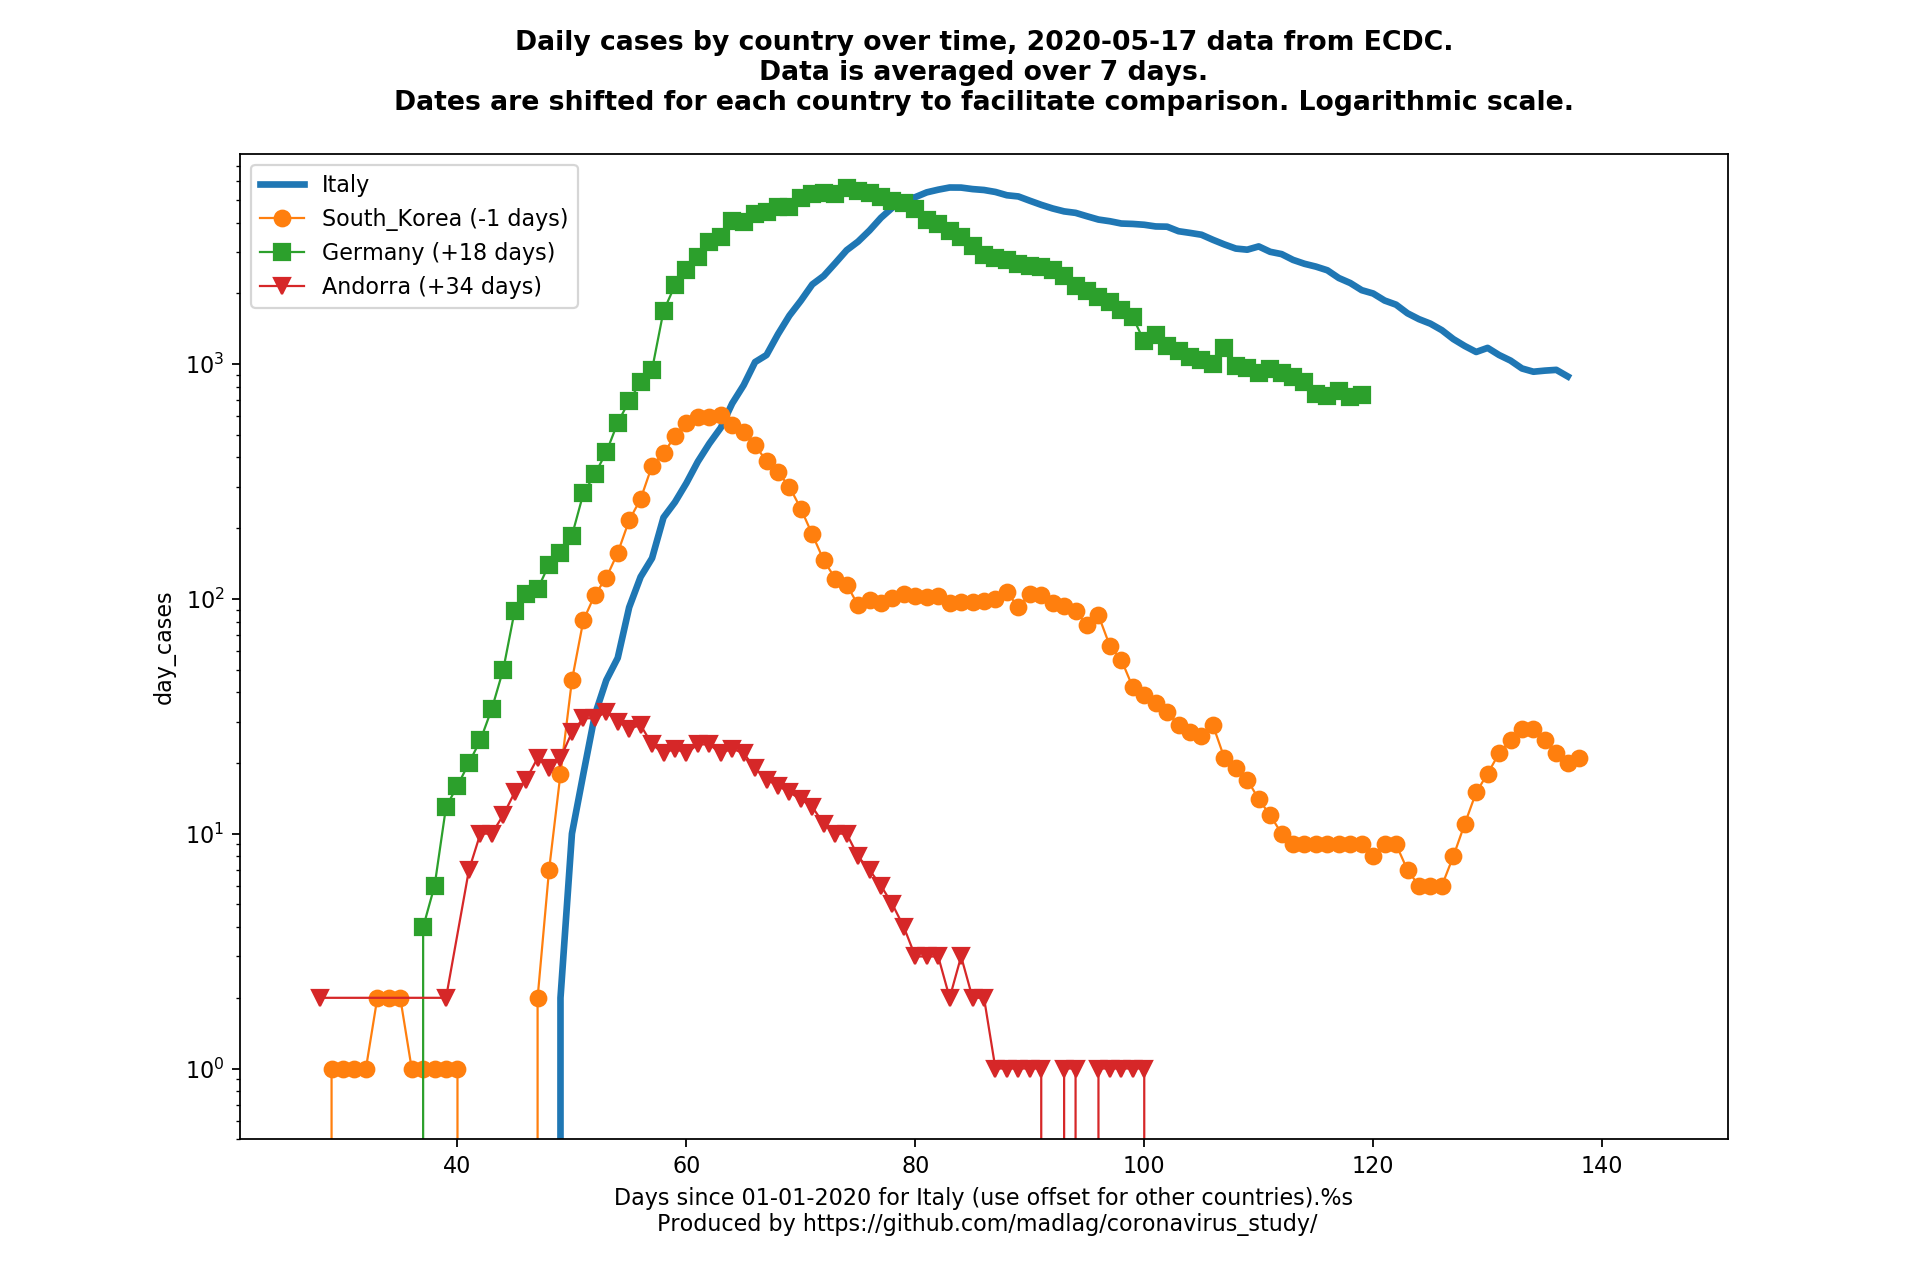 Daily cases by country over time, 2020-05-17 data from ECDC.
Data is averaged over 7 days.
Dates are shifted for each country to facilitate comparison. Logarithmic scale.
Italy
South_Korea (-1 days)
Germany (+18 days)
Andorra (+34 days)
10³
10²
10¹
10⁰
day_cases
40 60 80 100 120 140
Days since 01-01-2020 for Italy (use offset for other countries).%s
Produced by https://github.com/madlag/coronavirus_study/